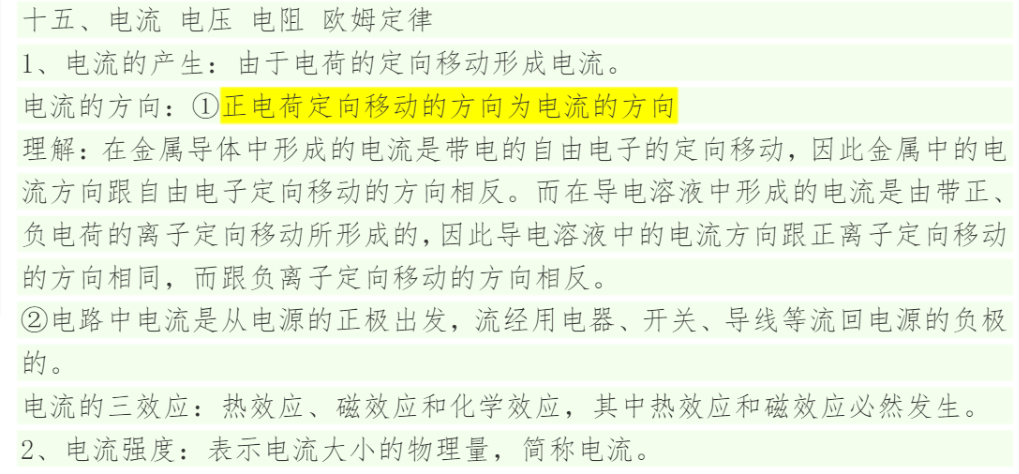 十五、电流 电压 电阻 欧姆定律
1、电流的产生：由于电荷的定向移动形成电流。
电流的方向：①正电荷定向移动的方向为电流的方向
理解：在金属导体中形成的电流是带电的自由电子的定向移动，因此金属中的电
流方向跟自由电子定向移动的方向相反。而在导电溶液中形成的电流是由带正、
负电荷的离子定向移动所形成的，因此导电溶液中的电流方向跟正离子定向移动
的方向相同，而跟负离子定向移动的方向相反。
②电路中电流是从电源的正极出发，流经用电器、开关、导线等流回电源的负极
的。
电流的三效应：热效应、磁效应和化学效应，其中热效应和磁效应必然发生。
2、电流强度：表示电流大小的物理量，简称电流。